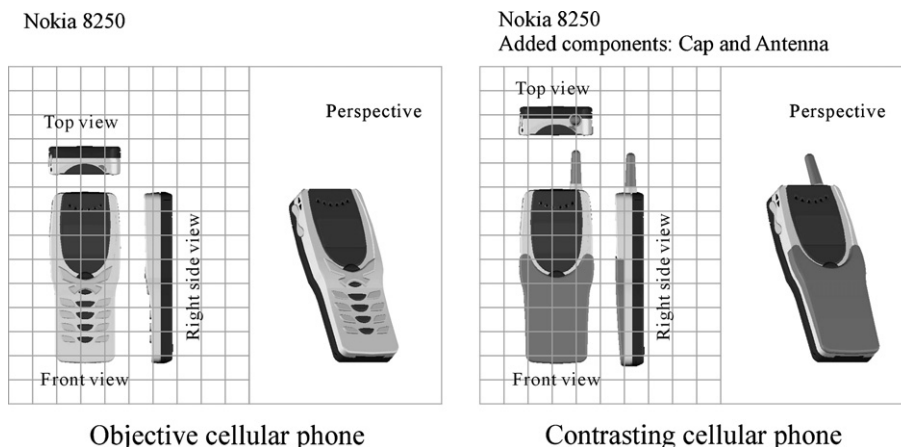 Nokia 8250
Top view
Perspective
Right side view
Front view
Objective cellular phone
Nokia 8250
Added components: Cap and Antenna
Top view
Perspective
Right side view
Front view
Contrasting cellular phone